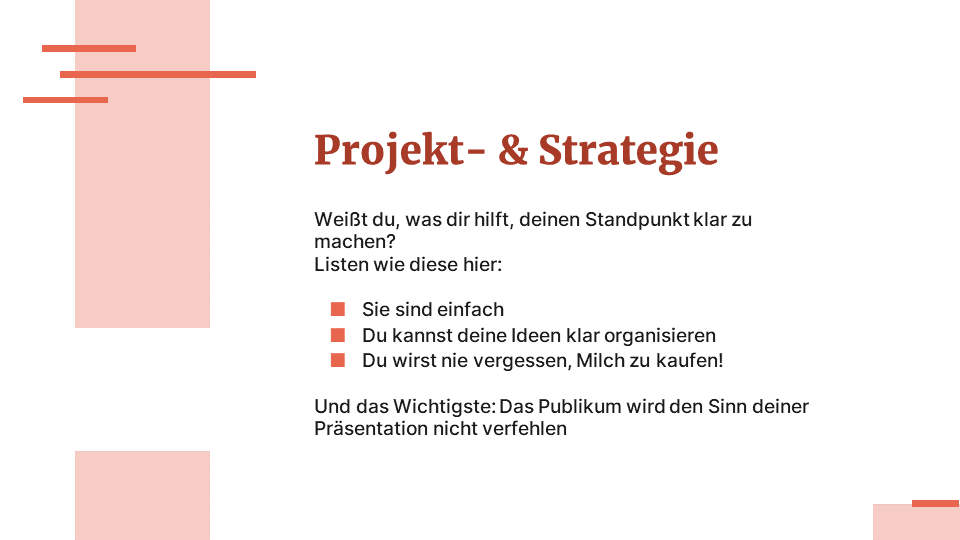 Projekt- & Strategie
Weißt du, was dir hilft, deinen Standpunkt klar zu
machen?
Listen wie diese hier:
Sie sind einfach
Du kannst deine Ideen klar organisieren
Du wirst nie vergessen, Milch zu kaufen!
Und das Wichtigste: Das Publikum wird den Sinn deiner
Präsentation nicht verfehlen